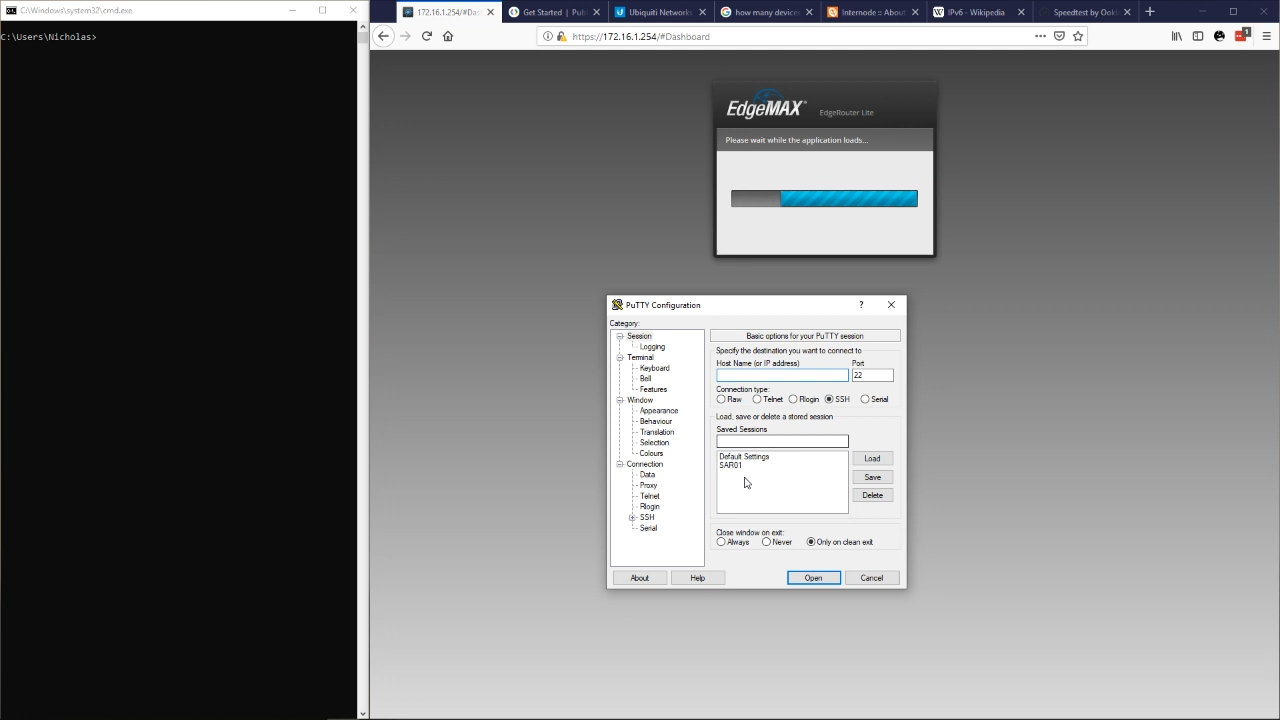 C:\Windows\system32\cmd.exe
C:\Users\Nicholas>
172.16.1.254/#Das
Get Started | Pu
Ubiquiti Networks
how many devices
Internode :: About
IPv6 - Wikipedia
Speedtest by Ookl
https://172.16.1.254/#Dashboard
1
EdgeMAX
EdgeRouter Lite
Please wait while the application loads...
PuTTY Configuration
?
Category:
Session
Logging
Terminal
Keyboard
Bell
Features
Window
Appearance
Behaviour
Translation
Selection
Colours
Connection
Data
Proxy
Telnet
Rlogin
SSH
Serial
Basic options for your PuTTY session
Specify the destination you want to connect to
Host Name (or IP address) Port
22
Connection type:
Raw Telnet Rlogin SSH Serial
Load, save or delete a stored session
Saved Sessions
Default Settings
SAR01
Load
Save
Delete
Close window on exit:
Always Never Only on clean exit
About Help Open Cancel